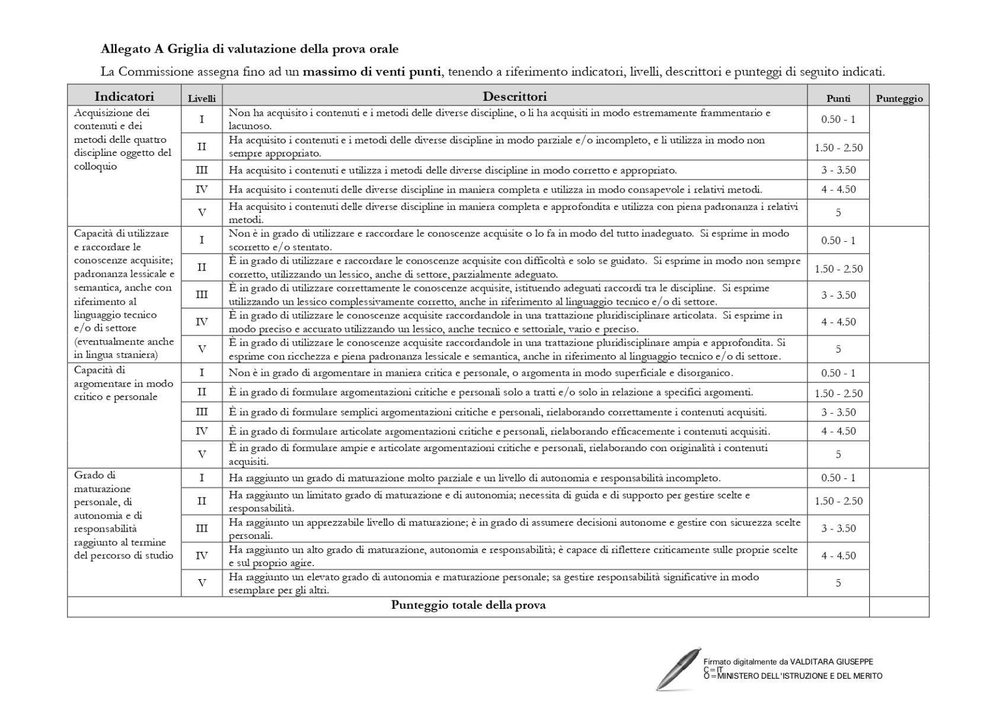 Allegato A Griglia di valutazione della prova orale
La Commissione assegna fino ad un massimo di venti punti, tenendo a riferimento indicatori, livelli, descrittori e punteggi di seguito indicati.
Indicatori Livelli Descrittori Punti Punteggio
Acquisizione dei
contenuti e dei
metodi delle quattro
discipline oggetto del
colloquio
I
Non ha acquisito i contenuti e i metodi delle diverse discipline, o li ha acquisiti in modo estremamente frammentario e
lacunoso.
0.50 - 1
II
Ha acquisito i contenuti e i metodi delle diverse discipline in modo parziale e/o incompleto, e li utilizza in modo non
sempre appropriato.
1.50 - 2.50
III Ha acquisito i contenuti e utilizza i metodi delle diverse discipline in modo corretto e appropriato. 3 - 3.50
IV Ha acquisito i contenuti delle diverse discipline in maniera completa e utilizza in modo consapevole i relativi metodi. 4 - 4.50
V
Ha acquisito i contenuti delle diverse discipline in maniera completa e approfondita e utilizza con piena padronanza i relativi
metodi.
5
Capacità di utilizzare
e raccordare le
conoscenze acquisite;
padronanza lessicale e
semantica, anche con
riferimento al
linguaggio tecnico
e/o di settore
(eventualmente anche
in lingua straniera)
I
Non è in grado di utilizzare e raccordare le conoscenze acquisite o lo fa in modo del tutto inadeguato. Si esprime in modo
scorretto e/o stentato.
0.50 - 1
II
È in grado di utilizzare e raccordare le conoscenze acquisite con difficoltà e solo se guidato. Si esprime in modo non sempre
corretto, utilizzando un lessico, anche di settore, parzialmente adeguato.
1.50 - 2.50
III
È in grado di utilizzare correttamente le conoscenze acquisite, istituendo adeguati raccordi tra le discipline. Si esprime
utilizzando un lessico complessivamente corretto, anche in riferimento al linguaggio tecnico e/o di settore.
3 - 3.50
IV
È in grado di utilizzare le conoscenze acquisite raccordandole in una trattazione pluridisciplinare articolata. Si esprime in
modo preciso e accurato utilizzando un lessico, anche tecnico e settoriale, vario e preciso.
4 - 4.50
V
È in grado di utilizzare le conoscenze acquisite raccordandole in una trattazione pluridisciplinare ampia e approfondita. Si
esprime con ricchezza e piena padronanza lessicale e semantica, anche in riferimento al linguaggio tecnico e/o di settore.
5
Capacità di
argomentare in modo
critico e personale
I Non è in grado di argomentare in maniera critica e personale, o argomenta in modo superficiale e disorganico. 0.50 - 1
II È in grado di formulare argomentazioni critiche e personali solo a tratti e/o solo in relazione a specifici argomenti. 1.50 - 2.50
III È in grado di formulare semplici argomentazioni critiche e personali, rielaborando correttamente i contenuti acquisiti. 3 - 3.50
IV È in grado di formulare articolate argomentazioni critiche e personali, rielaborando efficacemente i contenuti acquisiti. 4 - 4.50
V
È in grado di formulare ampie e articolate argomentazioni critiche e personali, rielaborando con originalità i contenuti
acquisiti.
5
Grado di
maturazione
personale, di
autonomia e di
responsabilità
raggiunto al termine
del percorso di studio
I Ha raggiunto un grado di maturazione molto parziale e un livello di autonomia e responsabilità incompleto. 0.50 - 1
II
Ha raggiunto un limitato grado di maturazione e di autonomia; necessita di guida e di supporto per gestire scelte e
responsabilità.
1.50 - 2.50
III
Ha raggiunto un apprezzabile livello di maturazione; è in grado di assumere decisioni autonome e gestire con sicurezza scelte
personali.
3 - 3.50
IV
Ha raggiunto un alto grado di maturazione, autonomia e responsabilità; è capace di riflettere criticamente sulle proprie scelte
e sul proprio agire.
4 - 4.50
V
Ha raggiunto un elevato grado di autonomia e maturazione personale; sa gestire responsabilità significative in modo
esemplare per gli altri.
5
Punteggio totale della prova
Firmato digitalmente da VALDITARA GIUSEPPE
C=IT
O=MINISTERO DELL'ISTRUZIONE E DEL MERITO